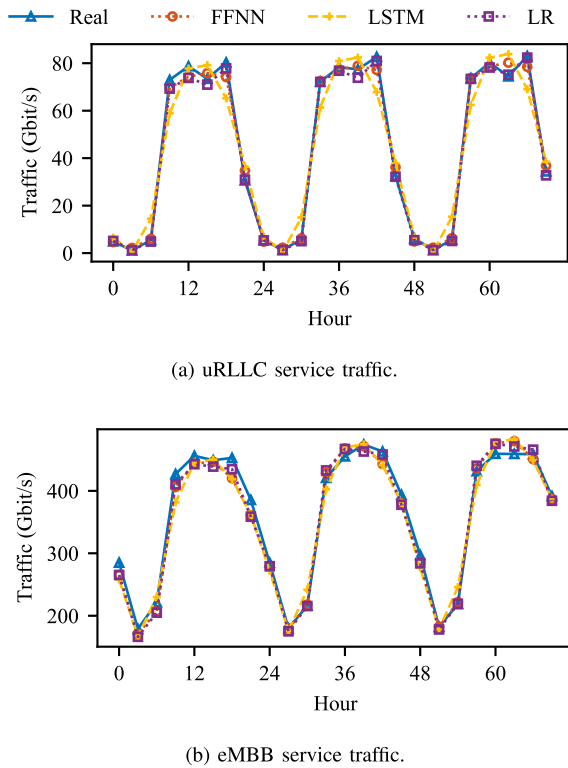 Real FFNN LSTM LR
80
60
40
20
0
Traffic (Gbit/s)
0 12 24 36 48 60
Hour
(a) uRLLC service traffic.
400
300
200
Traffic (Gbit/s)
0 12 24 36 48 60
Hour
(b) eMBB service traffic.